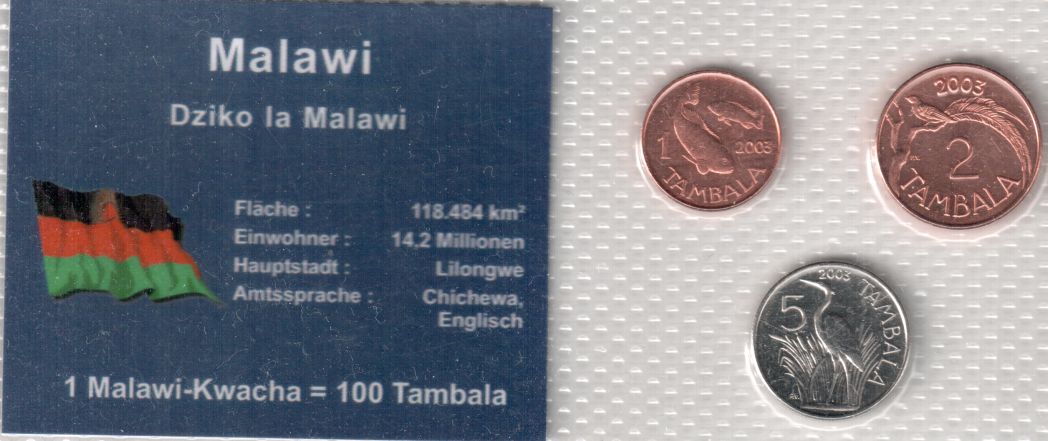 Malawi
Dziko la Malawi
Fläche : 118.484 km²
Einwohner : 14.2 Millionen
Hauptstadt : Lilongwe
Amtssprache : Chichewa,
Englisch
1 Malawi-Kwacha = 100 Tambala
1 2003
TAMBALA
2003
2
TAMBALA
2003
5 TAMBALA